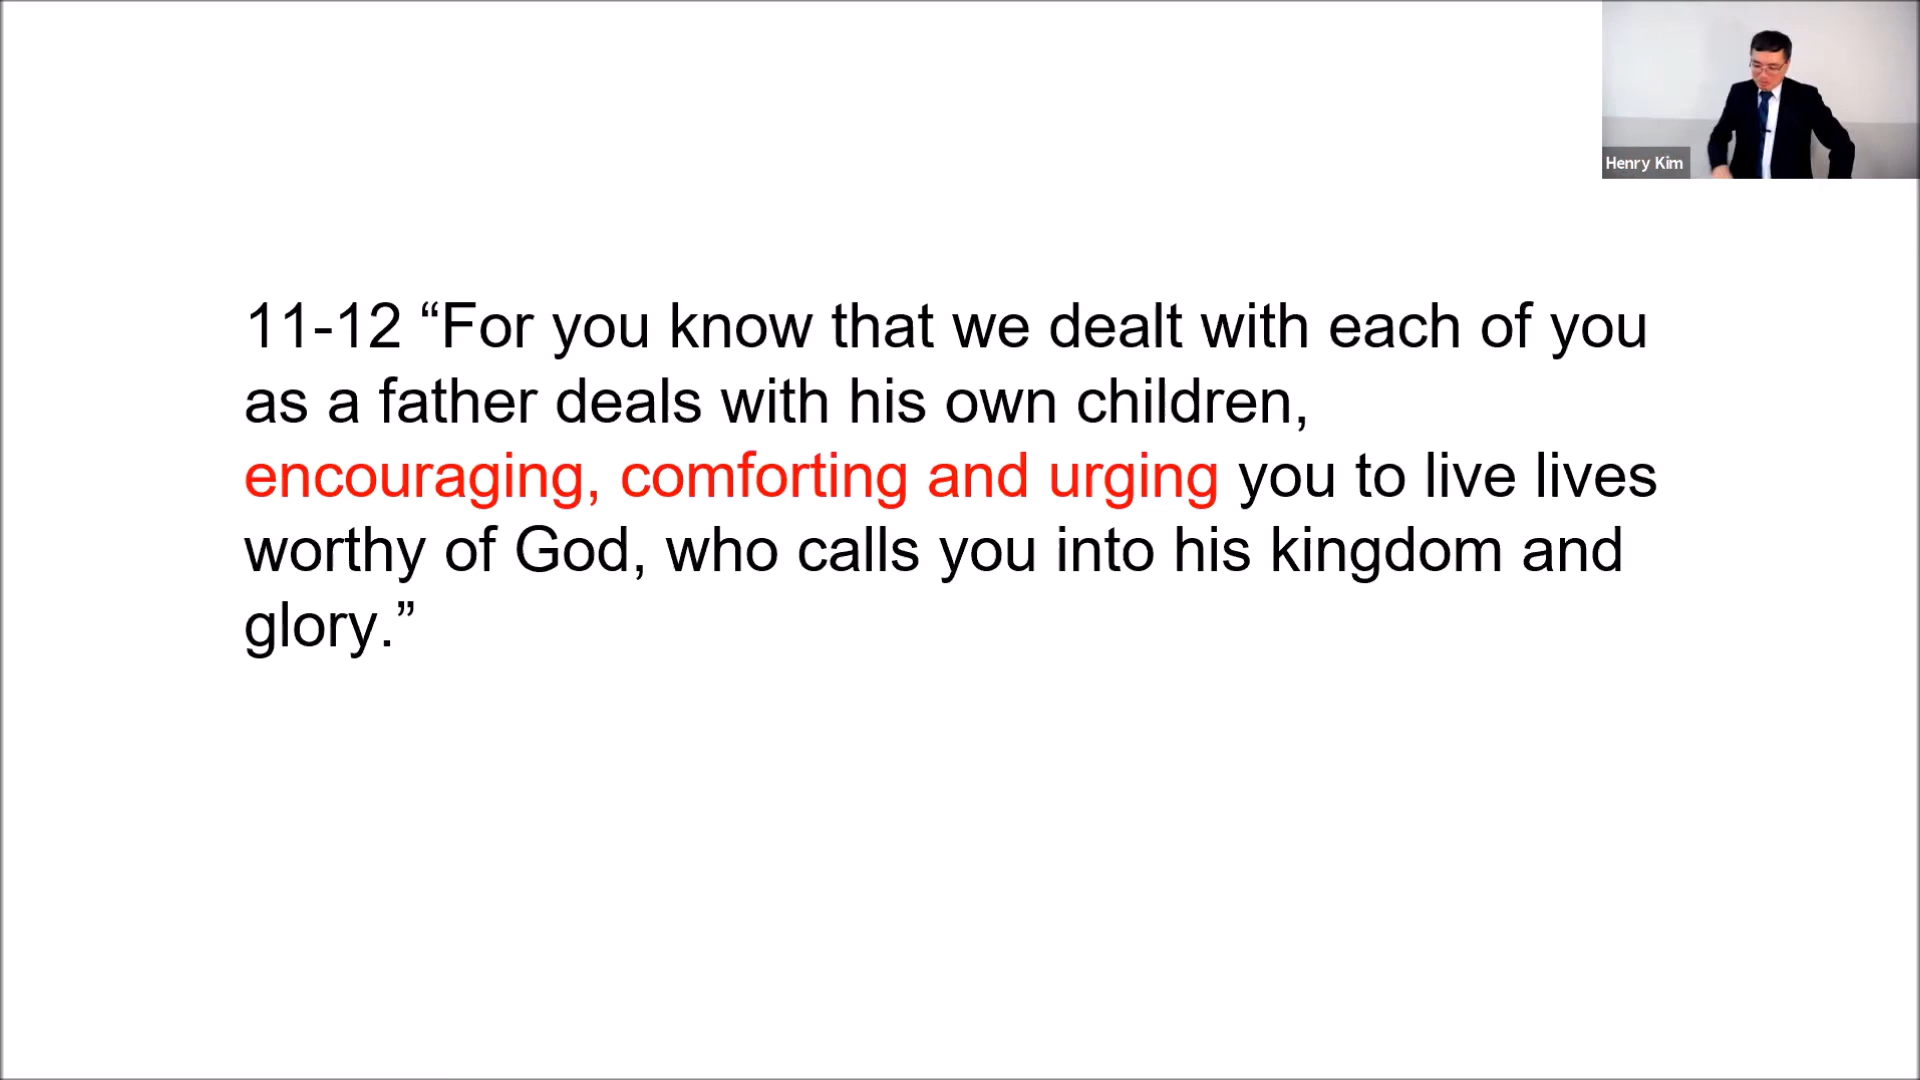 Henry Kim
11-12 “For you know that we dealt with each of you
as a father deals with his own children,
encouraging, comforting and urging you to live lives
worthy of God, who calls you into his kingdom and
glory.”